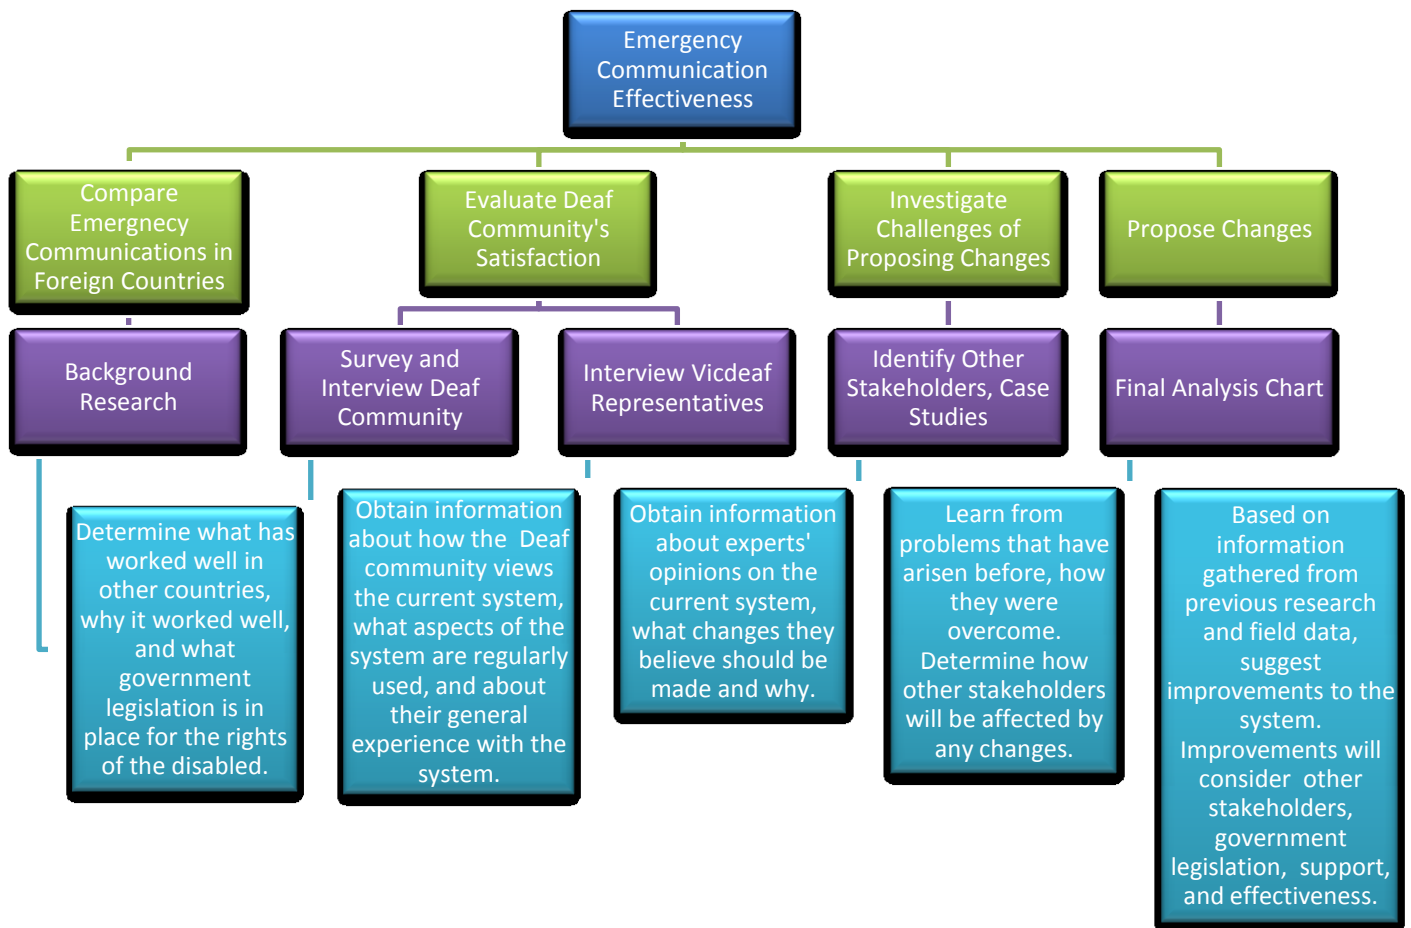 Emergency
Communication
Effectiveness
Compare
Emergnecy
Communications in
Foreign Countries
Evaluate Deaf
Community's
Satisfaction
Investigate
Challenges of
Proposing Changes
Propose Changes
Background
Research
Survey and
Interview Deaf
Community
Interview Vicdeaf
Representatives
Identify Other
Stakeholders, Case
Studies
Final Analysis Chart
Determine what has
worked well in
other countries,
why it worked well,
and what
government
legislation is in
place for the rights
of the disabled.
Obtain information
about how the Deaf
community views
the current system,
what aspects of the
system are regularly
used, and about
their general
experience with the
system.
Obtain information
about experts'
opinions on the
current system,
what changes they
believe should be
made and why.
Learn from
problems that have
arisen before, how
they were
overcome.
Determine how
other stakeholders
will be affected by
any changes.
Based on
information
gathered from
previous research
and field data,
suggest
improvements to the
system.
Improvements will
consider other
stakeholders,
government
legislation, support,
and effectiveness.